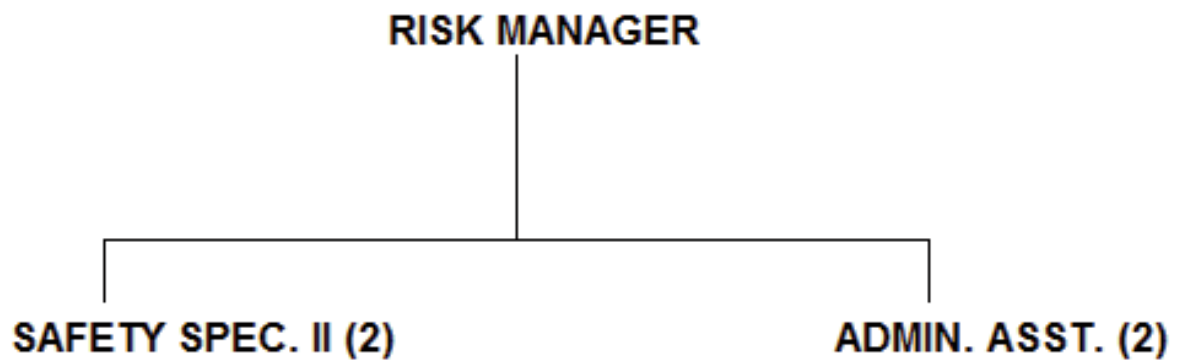 RISK MANAGER
SAFETY SPEC. II (2)
ADMIN. ASST. (2)